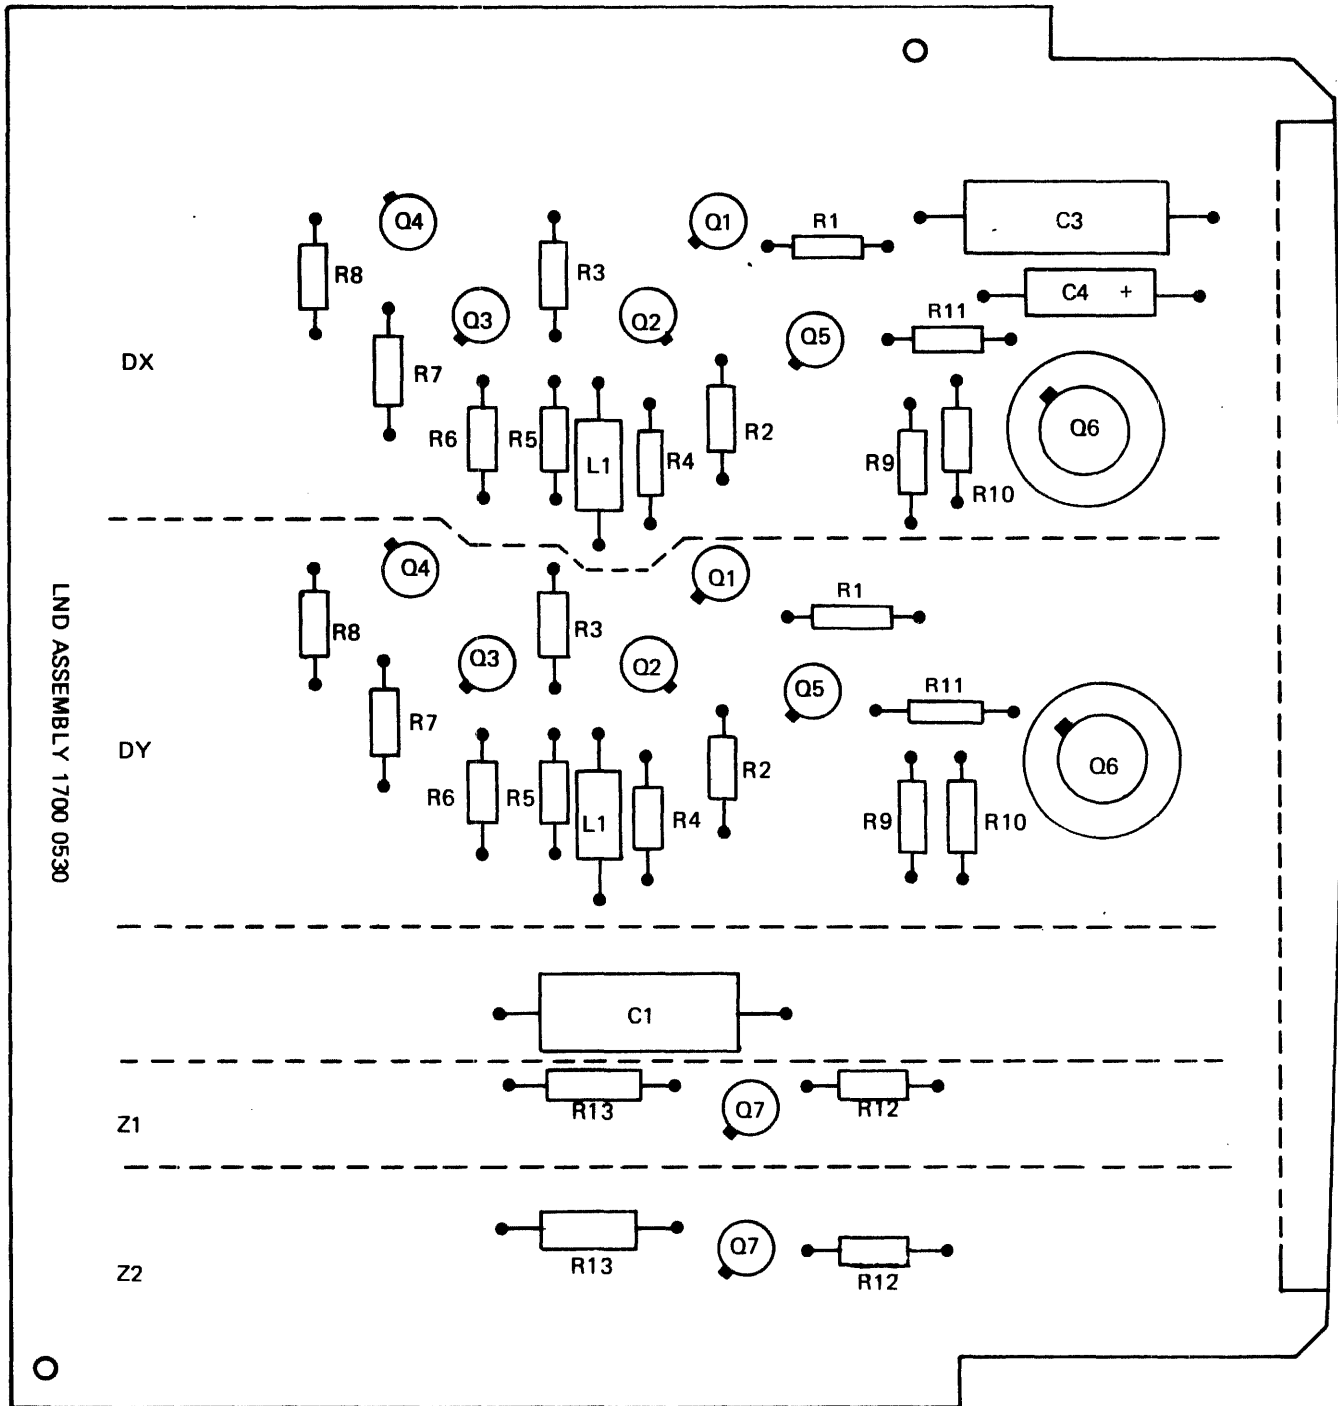 Q4
Q1
R1
C3
R8
R3
C4 +
Q3
Q2
R11
Q5
DX
R7
Q6
R6
R5
R2
L1
R4
R9
R10
Q4
Q1
R1
R8
R3
Q3
Q2
Q5
R11
R7
DY
R2
Q6
R6
R5
L1
R4
R9
R10
LND ASSEMBLY 1700 0530
C1
R13
Q7
R12
Z1
Q7
R13
Z2
R12